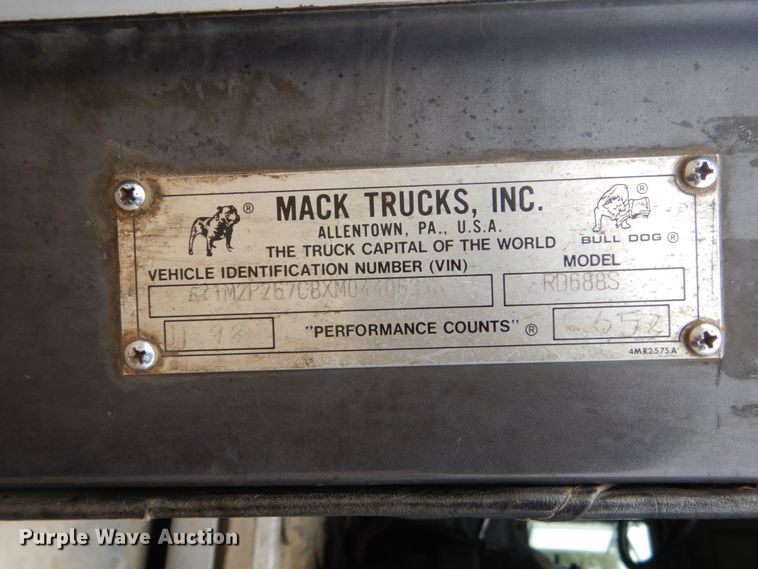 MACK TRUCKS, INC.
ALLENTOWN, PA., U.S.A.
THE TRUCK CAPITAL OF THE WORLD
BULL DOG ®
VEHICLE IDENTIFICATION NUMBER (VIN)
MODEL
RD688S
"PERFORMANCE COUNTS" ®
652
4MR2575A
Purple Wave Auction